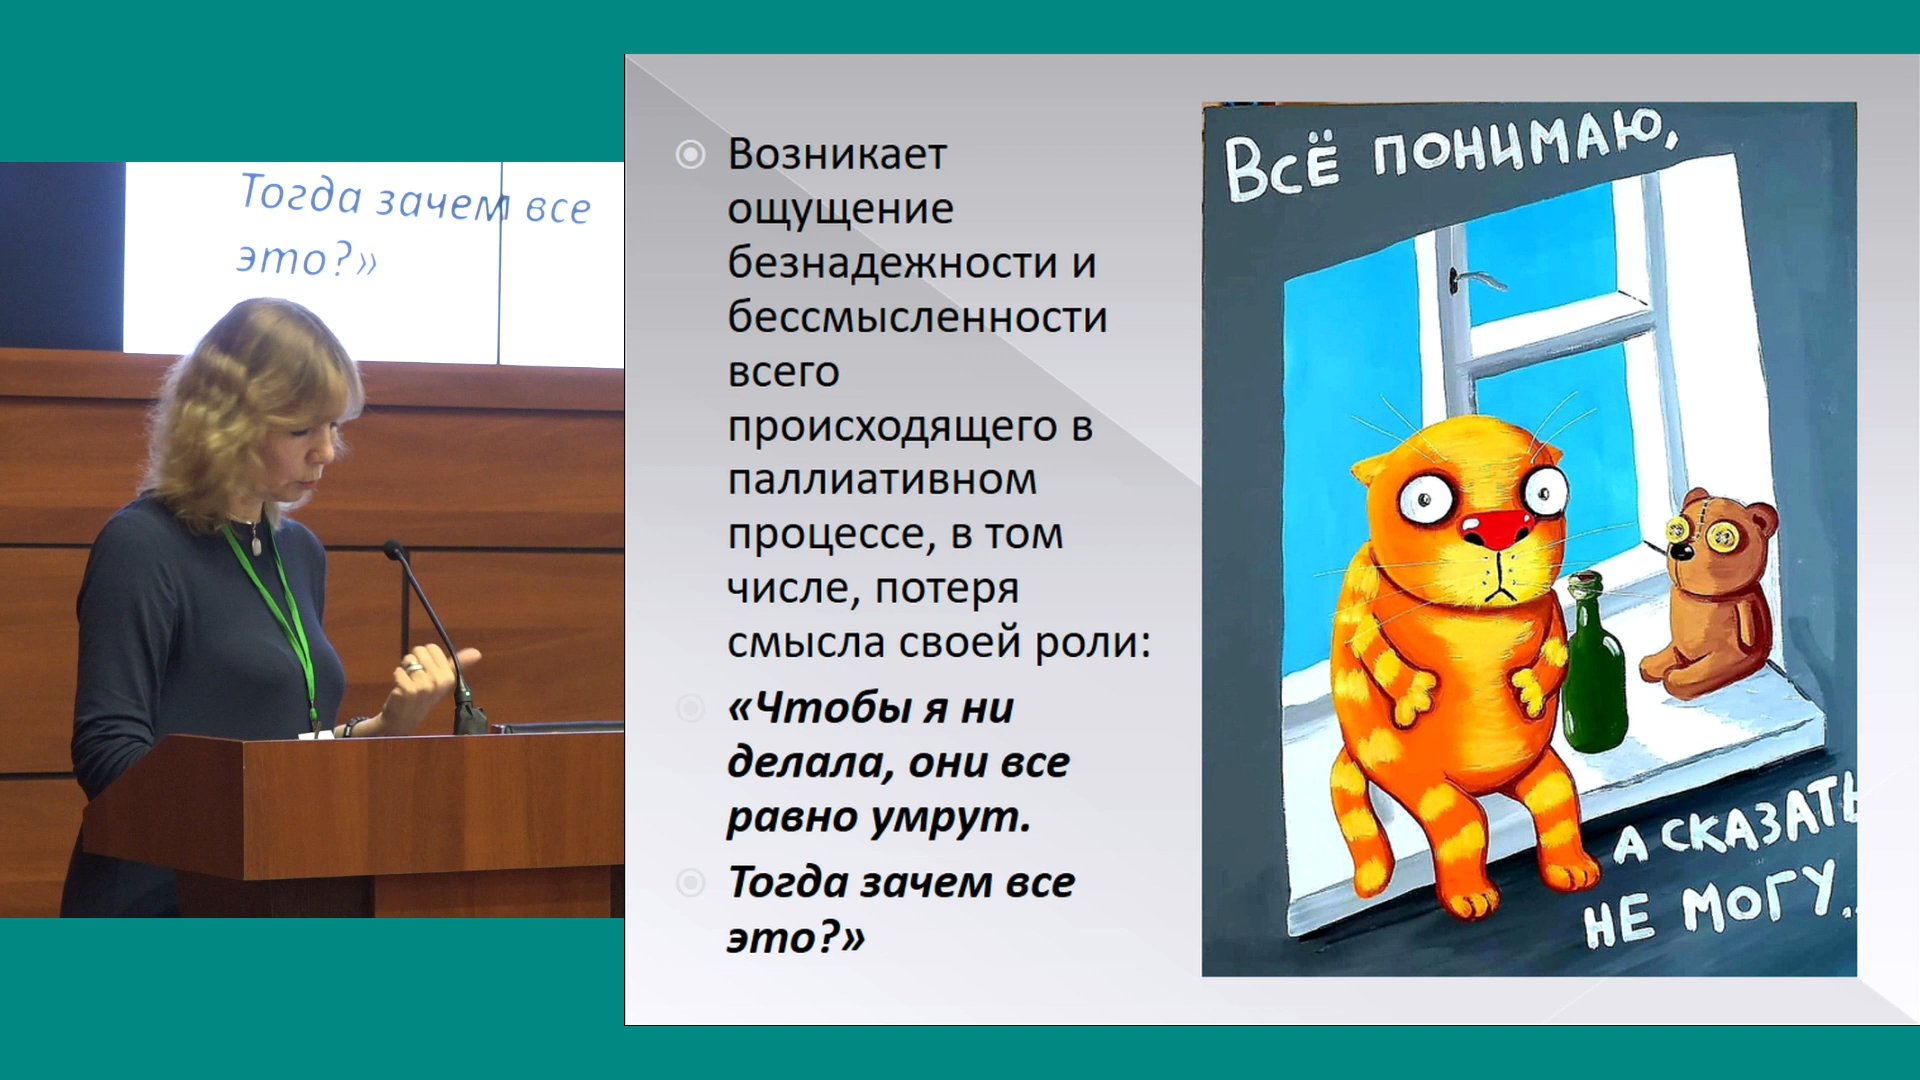 Тогда зачем все
это?»
Возникает
ощущение
безнадежности и
бессмысленности
всего
происходящего в
паллиативном
процессе, в том
числе, потеря
смысла своей роли:
«Чтобы я ни
делала, они все
равно умрут.
Тогда зачем все
это?»
Всё понимаю,
а сказать
не могу..